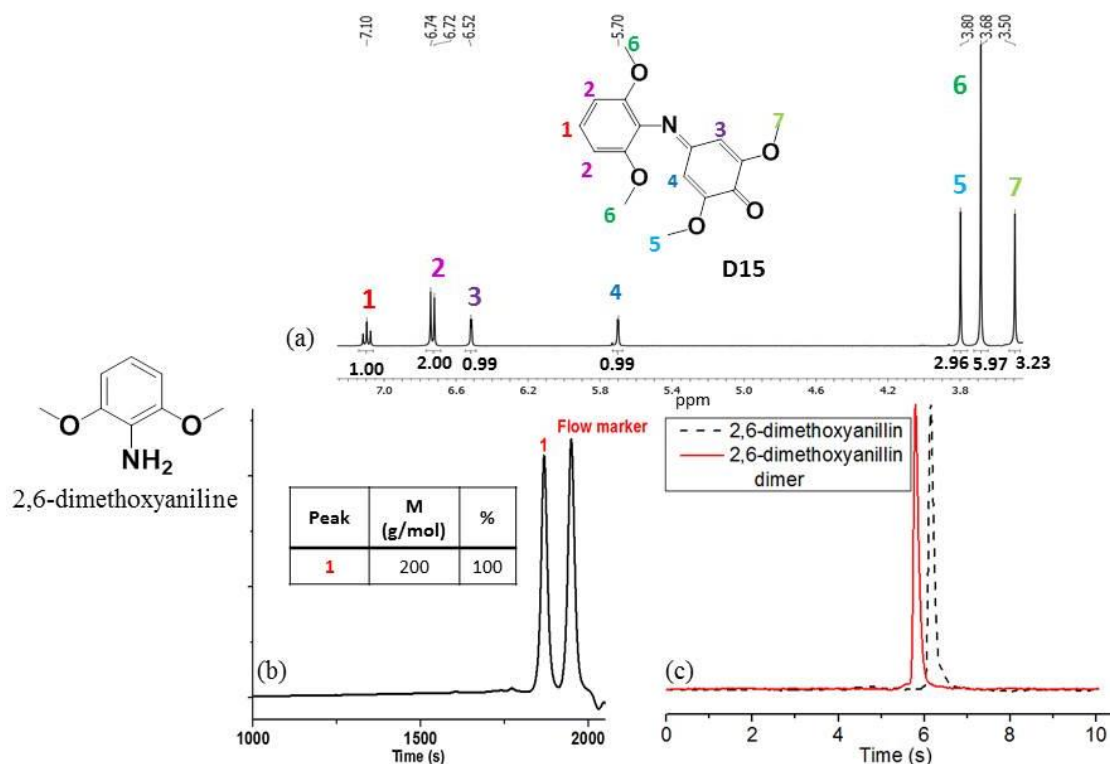 7.10
6.74
6.72
6.52
5.70
3.80
3.68
3.50
6
O
2
1
2
N
3
7
O
4
O
6
O
O
5
D15
6
5
7
1
2
3
4
(a)
1.00
2.00
0.99
0.99
2.96
5.97
3.23
7.0
6.6
6.2
5.8
5.4
5.0
4.6
4.2
3.8
ppm
O
O
NH2
2,6-dimethoxyaniline
Flow marker
1
Peak
M
(g/mol)
%
1
200
100
(b)
1000
1500
2000
Time (s)
2,6-dimethoxyanillin
2,6-dimethoxyanillin
dimer
(c)
0
2
4
6
8
10
Time (s)